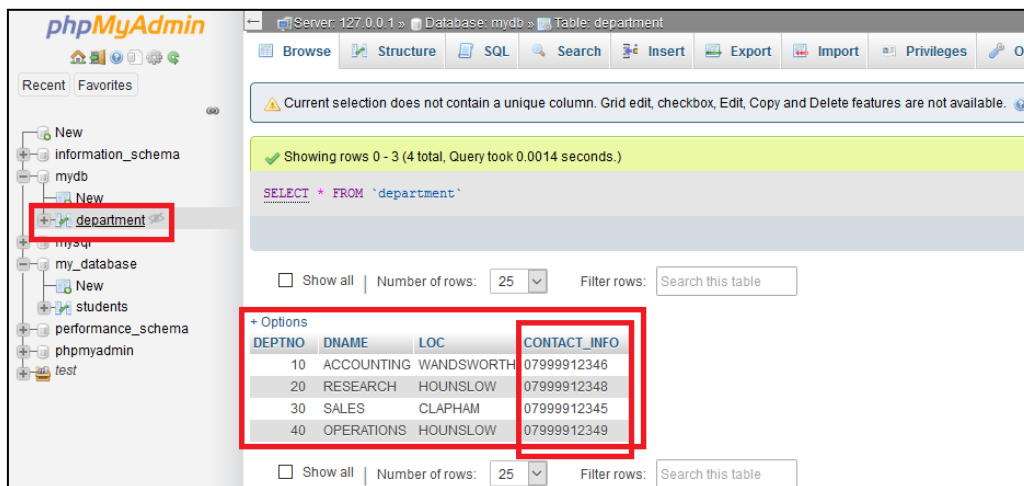 phpMyAdmin
Recent Favorites
New
information_schema
mydb
New
department
mysql
my_database
New
students
performance_schema
phpmyadmin
test
Server: 127.0.0.1 » Database: mydb » Table: department
Browse Structure SQL Search Insert Export Import Privileges O
Current selection does not contain a unique column. Grid edit, checkbox, Edit, Copy and Delete features are not available.
Showing rows 0 - 3 (4 total, Query took 0.0014 seconds.)
SELECT * FROM `department`
Show all | Number of rows: 25 Filter rows: Search this table
+ Options
DEPTNO DNAME LOC CONTACT_INFO
10 ACCOUNTING WANDSWORTH 07999912346
20 RESEARCH HOUNSLOW 07999912348
30 SALES CLAPHAM 07999912345
40 OPERATIONS HOUNSLOW 07999912349
Show all | Number of rows: 25 Filter rows: Search this table